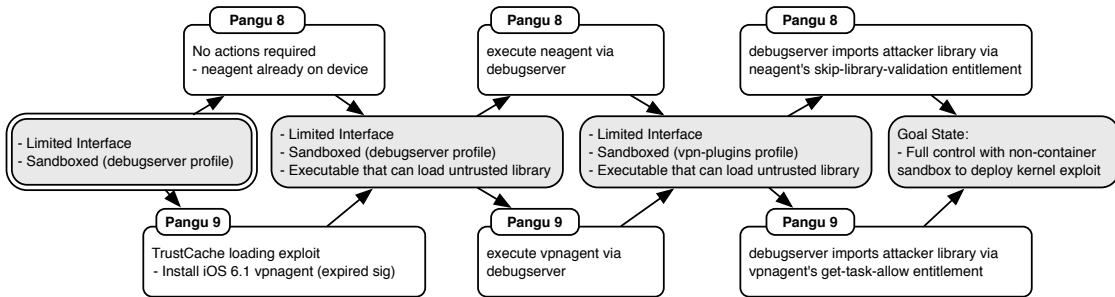 Pangu 8
No actions required
- neagent already on device
Pangu 8
execute neagent via
debugserver
Pangu 8
debugserver imports attacker library via
neagent's skip-library-validation entitlement
- Limited Interface
- Sandboxed (debugserver profile)
- Limited Interface
- Sandboxed (debugserver profile)
- Executable that can load untrusted library
- Limited Interface
- Sandboxed (vpn-plugins profile)
- Executable that can load untrusted library
Goal State:
- Full control with non-container
sandbox to deploy kernel exploit
Pangu 9
TrustCache loading exploit
- Install iOS 6.1 vpnagent (expired sig)
Pangu 9
execute vpnagent via
debugserver
Pangu 9
debugserver imports attacker library via
vpnagent's get-task-allow entitlement